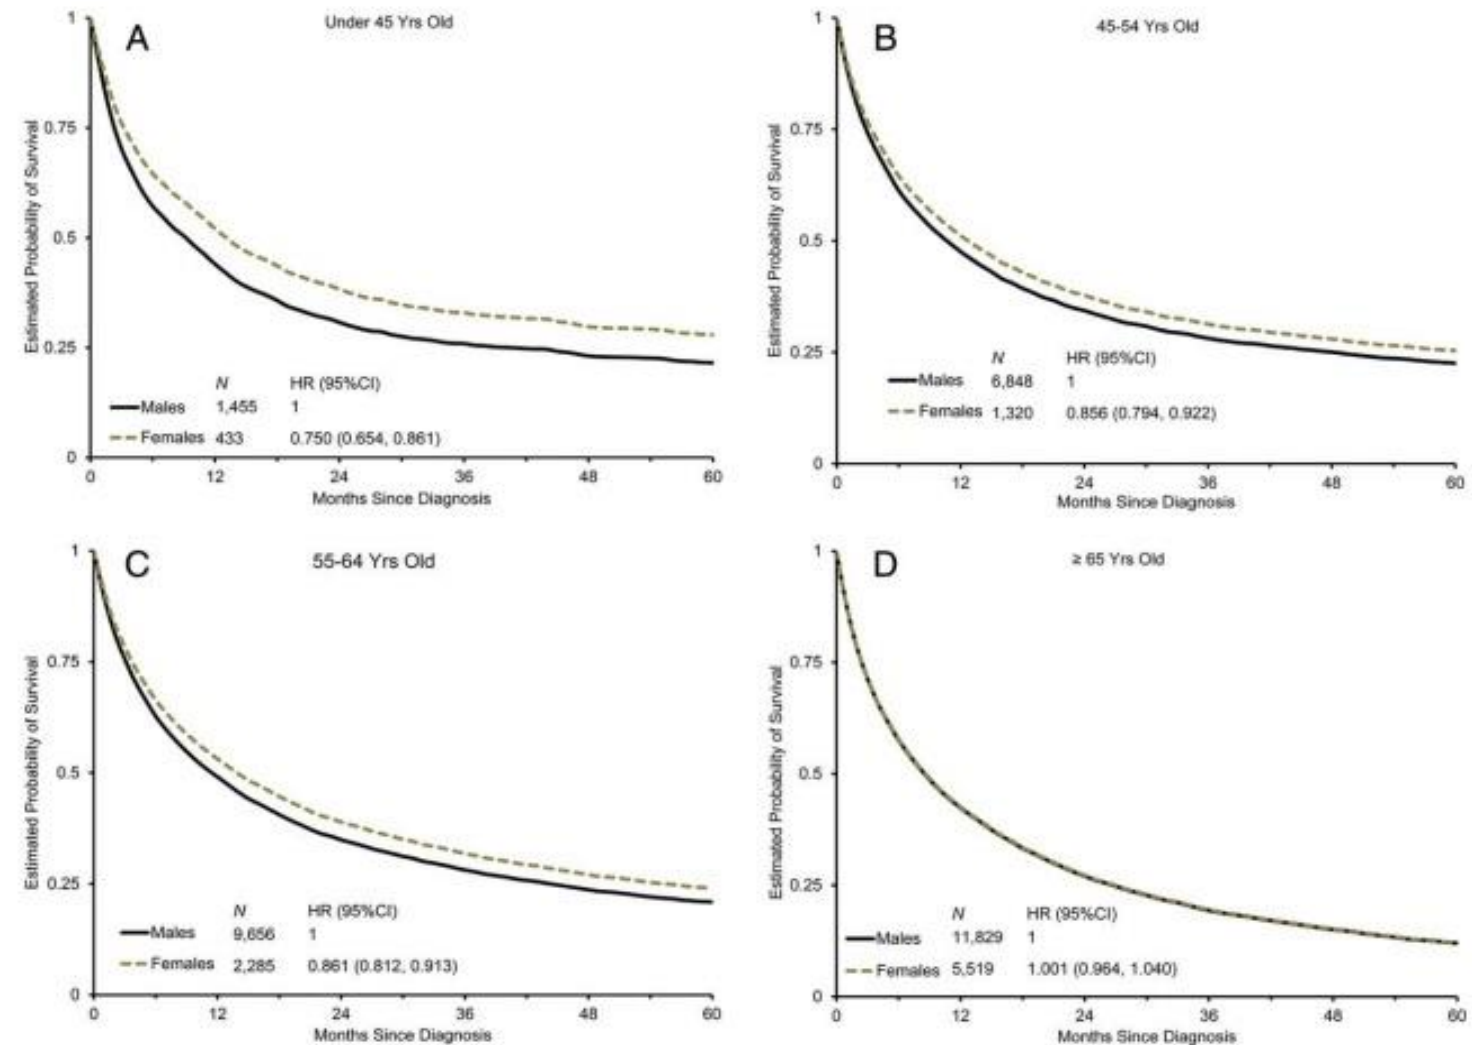 A
Under 45 Yrs Old
Estimated Probability of Survival
1
0.75
0.5
0.25
0
N HR (95%CI)
Males 1,455 1
Females 433 0.750 (0.654, 0.861)
0 12 24 36 48 60
Months Since Diagnosis
B
45-54 Yrs Old
Estimated Probability of Survival
1
0.75
0.5
0.25
0
N HR (95%CI)
Males 6,848 1
Females 1,320 0.856 (0.794, 0.922)
0 12 24 36 48 60
Months Since Diagnosis
C
55-64 Yrs Old
Estimated Probability of Survival
1
0.75
0.5
0.25
0
N HR (95%CI)
Males 9,656 1
Females 2,285 0.861 (0.812, 0.913)
0 12 24 36 48 60
Months Since Diagnosis
D
≥ 65 Yrs Old
Estimated Probability of Survival
1
0.75
0.5
0.25
0
N HR (95%CI)
Males 11,829 1
Females 5,519 1.001 (0.964, 1.040)
0 12 24 36 48 60
Months Since Diagnosis